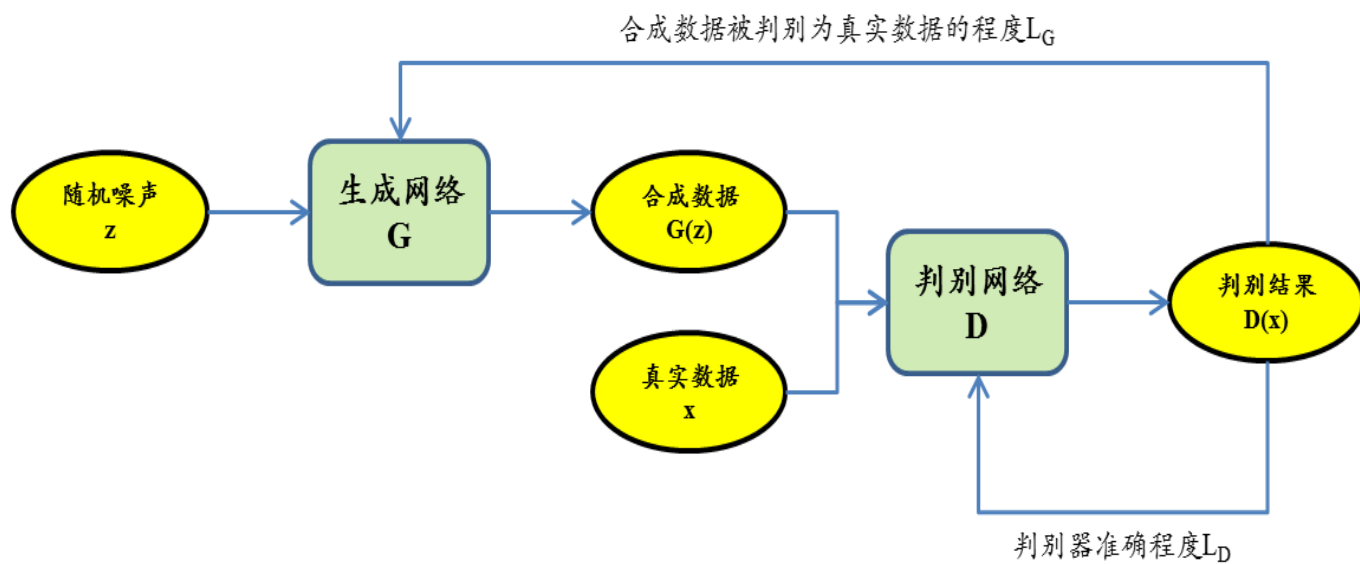 合成数据被判别为真实数据的程度L_G
随机噪声
z
生成网络
G
合成数据
G(z)
真实数据
x
判别网络
D
判别结果
D(x)
判别器准确程度L_D